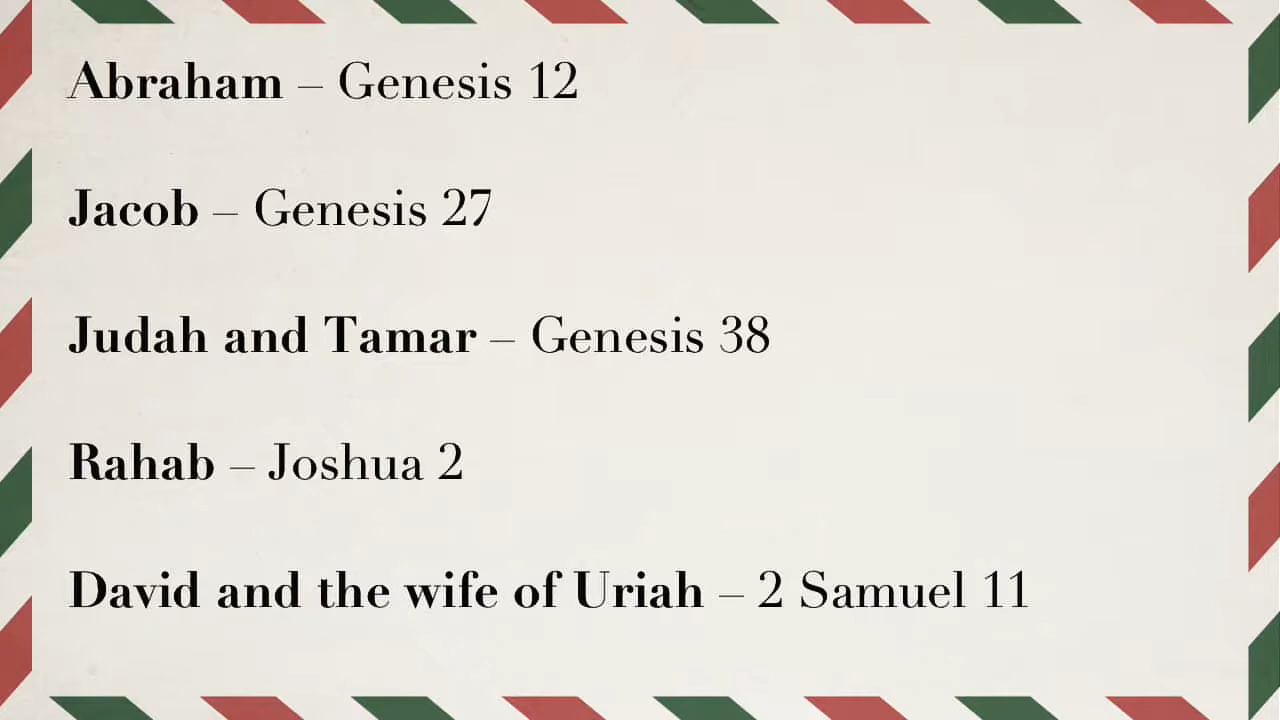 Abraham – Genesis 12
Jacob – Genesis 27
Judah and Tamar – Genesis 38
Rahab – Joshua 2
David and the wife of Uriah – 2 Samuel 11